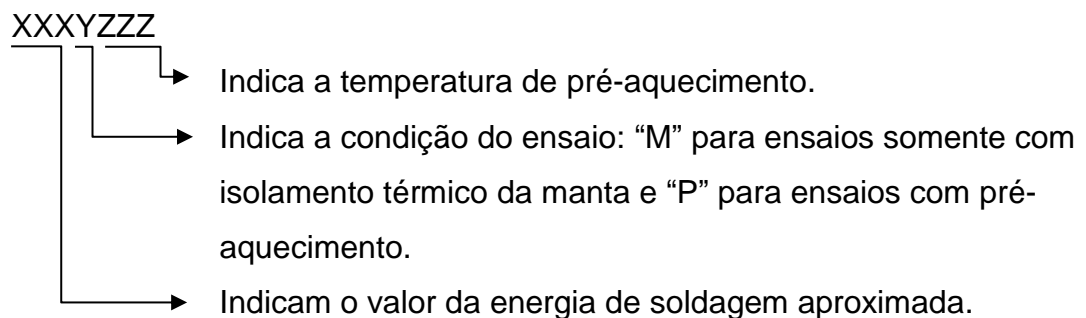 XXXYZZZ
Indica a temperatura de pré-aquecimento.
Indica a condição do ensaio: “M” para ensaios somente com
isolamento térmico da manta e “P” para ensaios com pré-
aquecimento.
Indicam o valor da energia de soldagem aproximada.